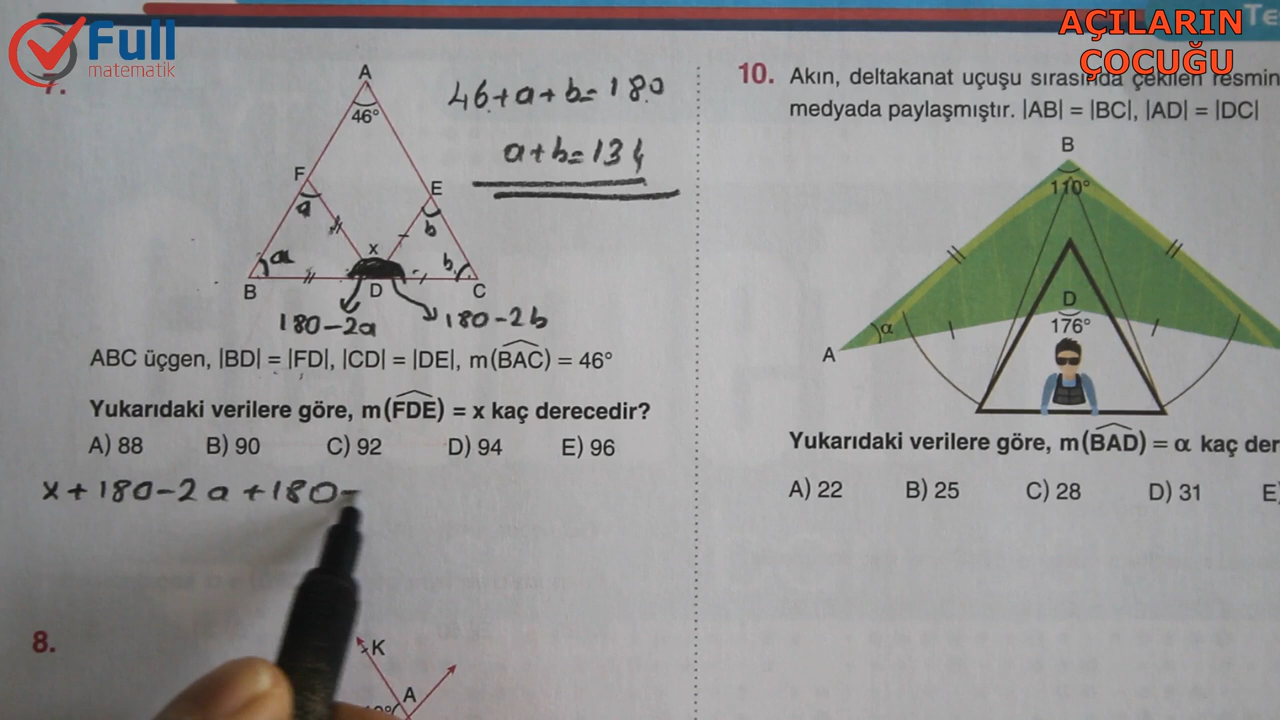 Full
matematik
AÇILARIN
ÇOCUĞU
Te
7.
A
46°
F
a
E
b
a
x
b
B
D
C
180-2a
180-2b
46+a+b=180
a+b=134
ABC üçgen, |BD| = |FD|, |CD| = |DE|, m(BAC) = 46°
Yukarıdaki verilere göre, m(FDE) = x kaç derecedir?
A) 88 B) 90 C) 92 D) 94 E) 96
x+180-2a+180-
8.
K
A
10. Akın, deltakanat uçuşu sırasında çekilen resmin
medyada paylaşmıştır. |AB| = |BC|, |AD| = |DC|
B
110°
D
176°
α
A
Yukarıdaki verilere göre, m(BAD) = α kaç der
A) 22 B) 25 C) 28 D) 31 E)